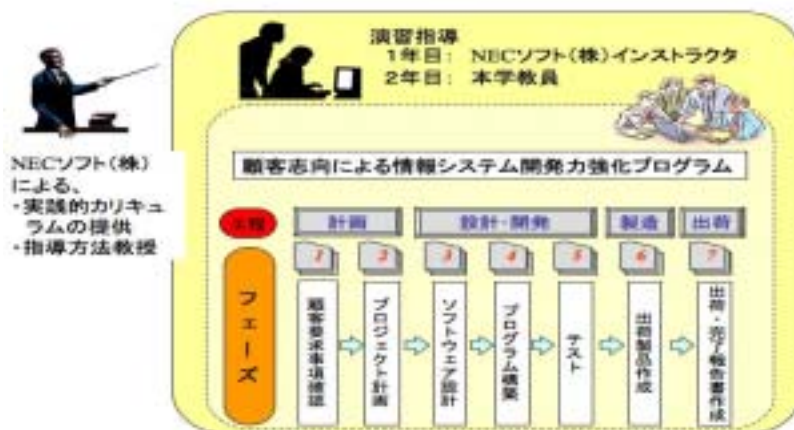 演習指導
1年目: NECソフト(株)インストラクタ
2年目: 本学教員
NECソフト(株)
による、
・実践的カリキュ
ラムの提供
・指導方法教授
顧客志向による情報システム開発力強化プログラム
工程
計画
設計・開発
製造
出荷
フェーズ
1
2
3
4
5
6
7
顧客要求事項確認
プロジェクト計画
ソフトウェア設計
プログラム構築
テスト
出荷製品作成
出荷・完了報告書作成